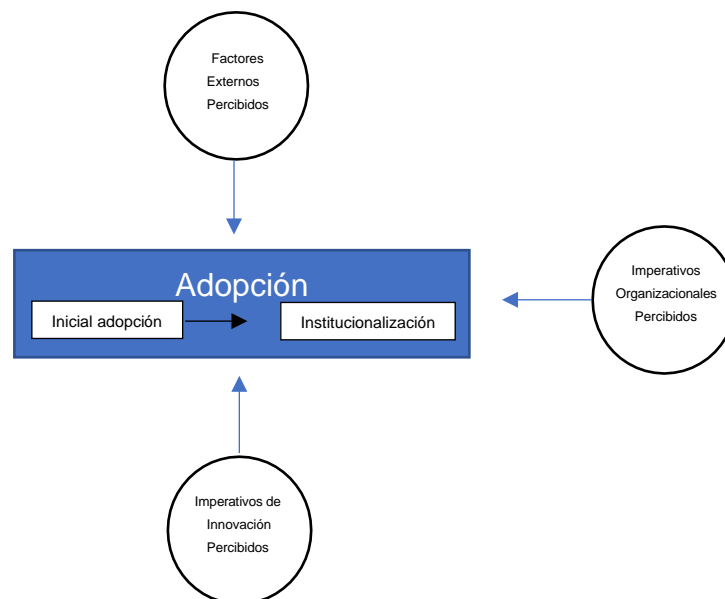 Factores
Externos
Percibidos
Adopción
Inicial adopción
Institucionalización
Imperativos
Organizacionales
Percibidos
Imperativos de
Innovación
Percibidos